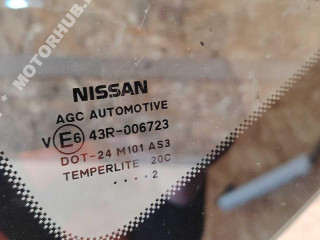 MOTORHUB.
NISSAN
AGC AUTOMOTIVE
V E6 43R-006723
DOT-24 M101 AS3
TEMPERLITE 20C
. . . . 2